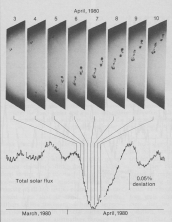 April, 1980
3 4 5 6 7 8 9 10
Total solar flux
0.05%
deviation
March, 1980
April, 1980